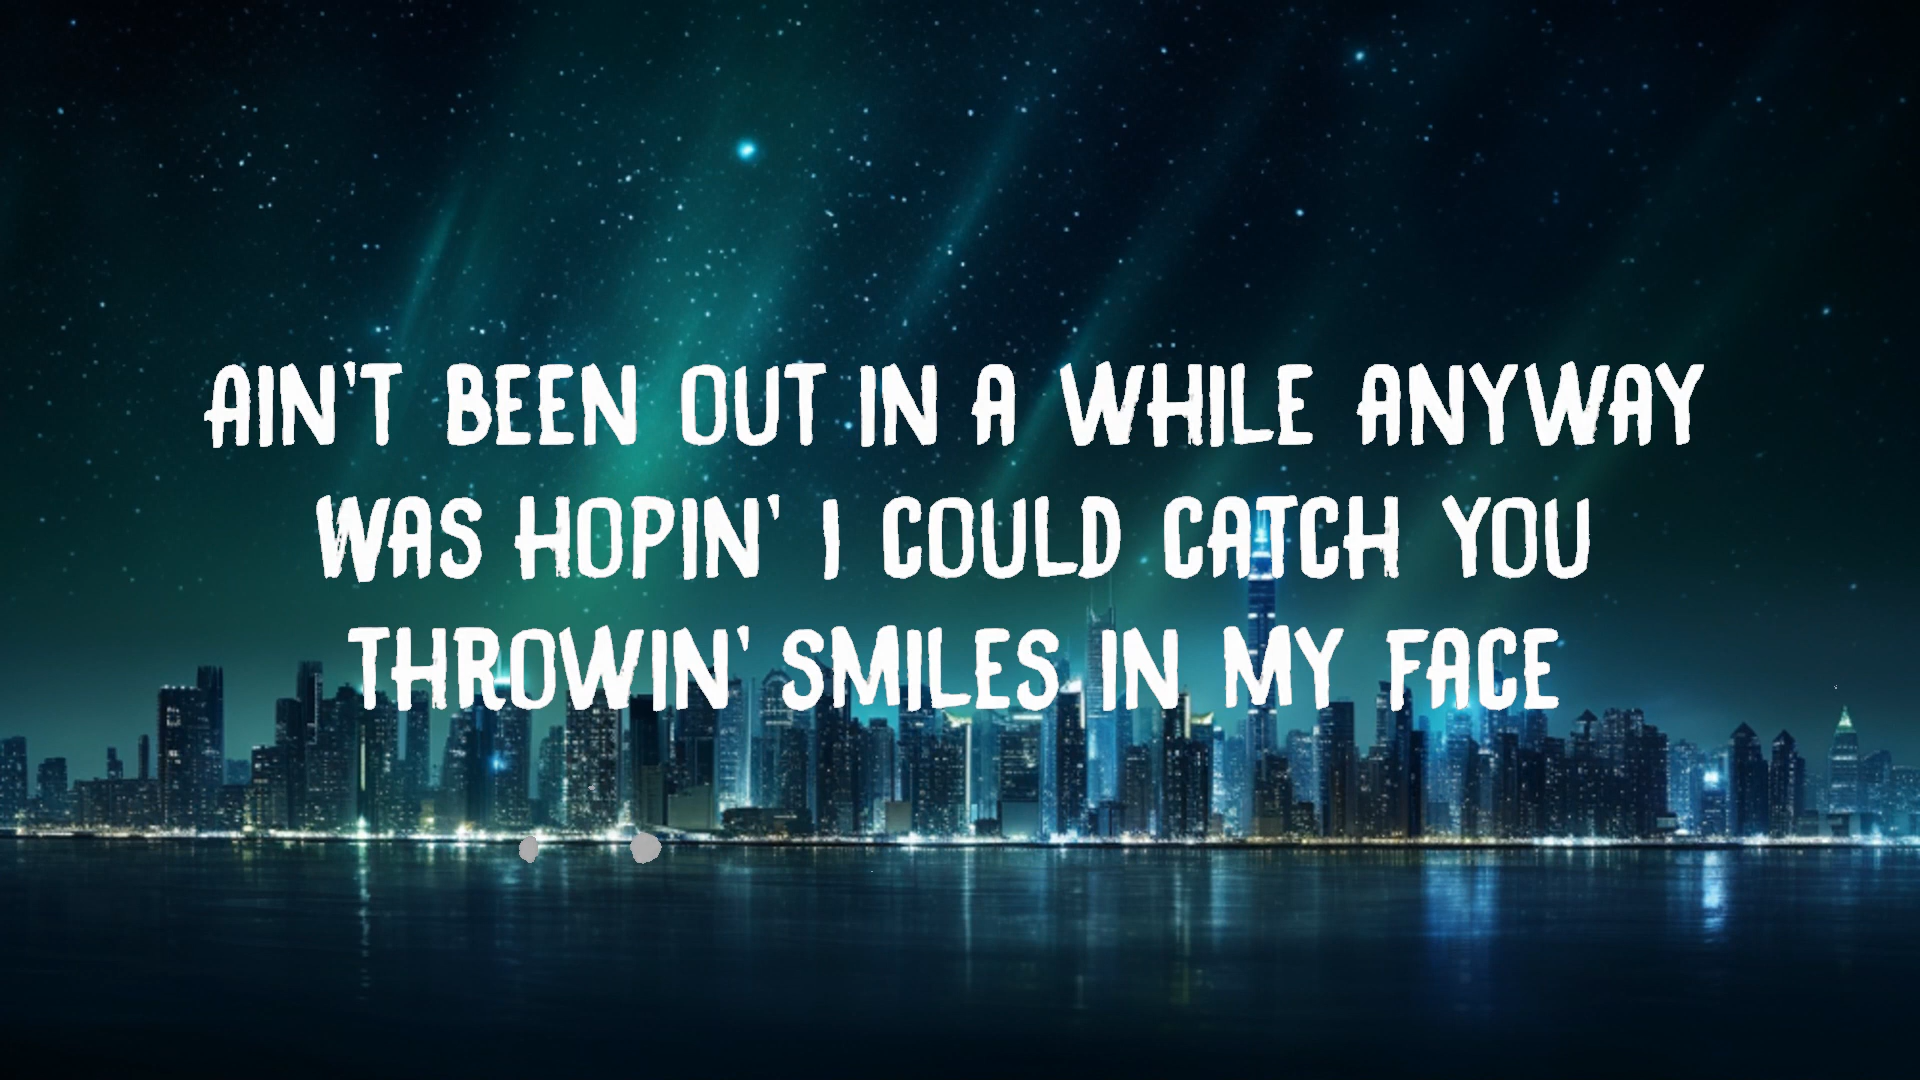 AIN'T BEEN OUT IN A WHILE ANYWAY
WAS HOPIN' I COULD CATCH YOU
THROWIN' SMILES IN MY FACE